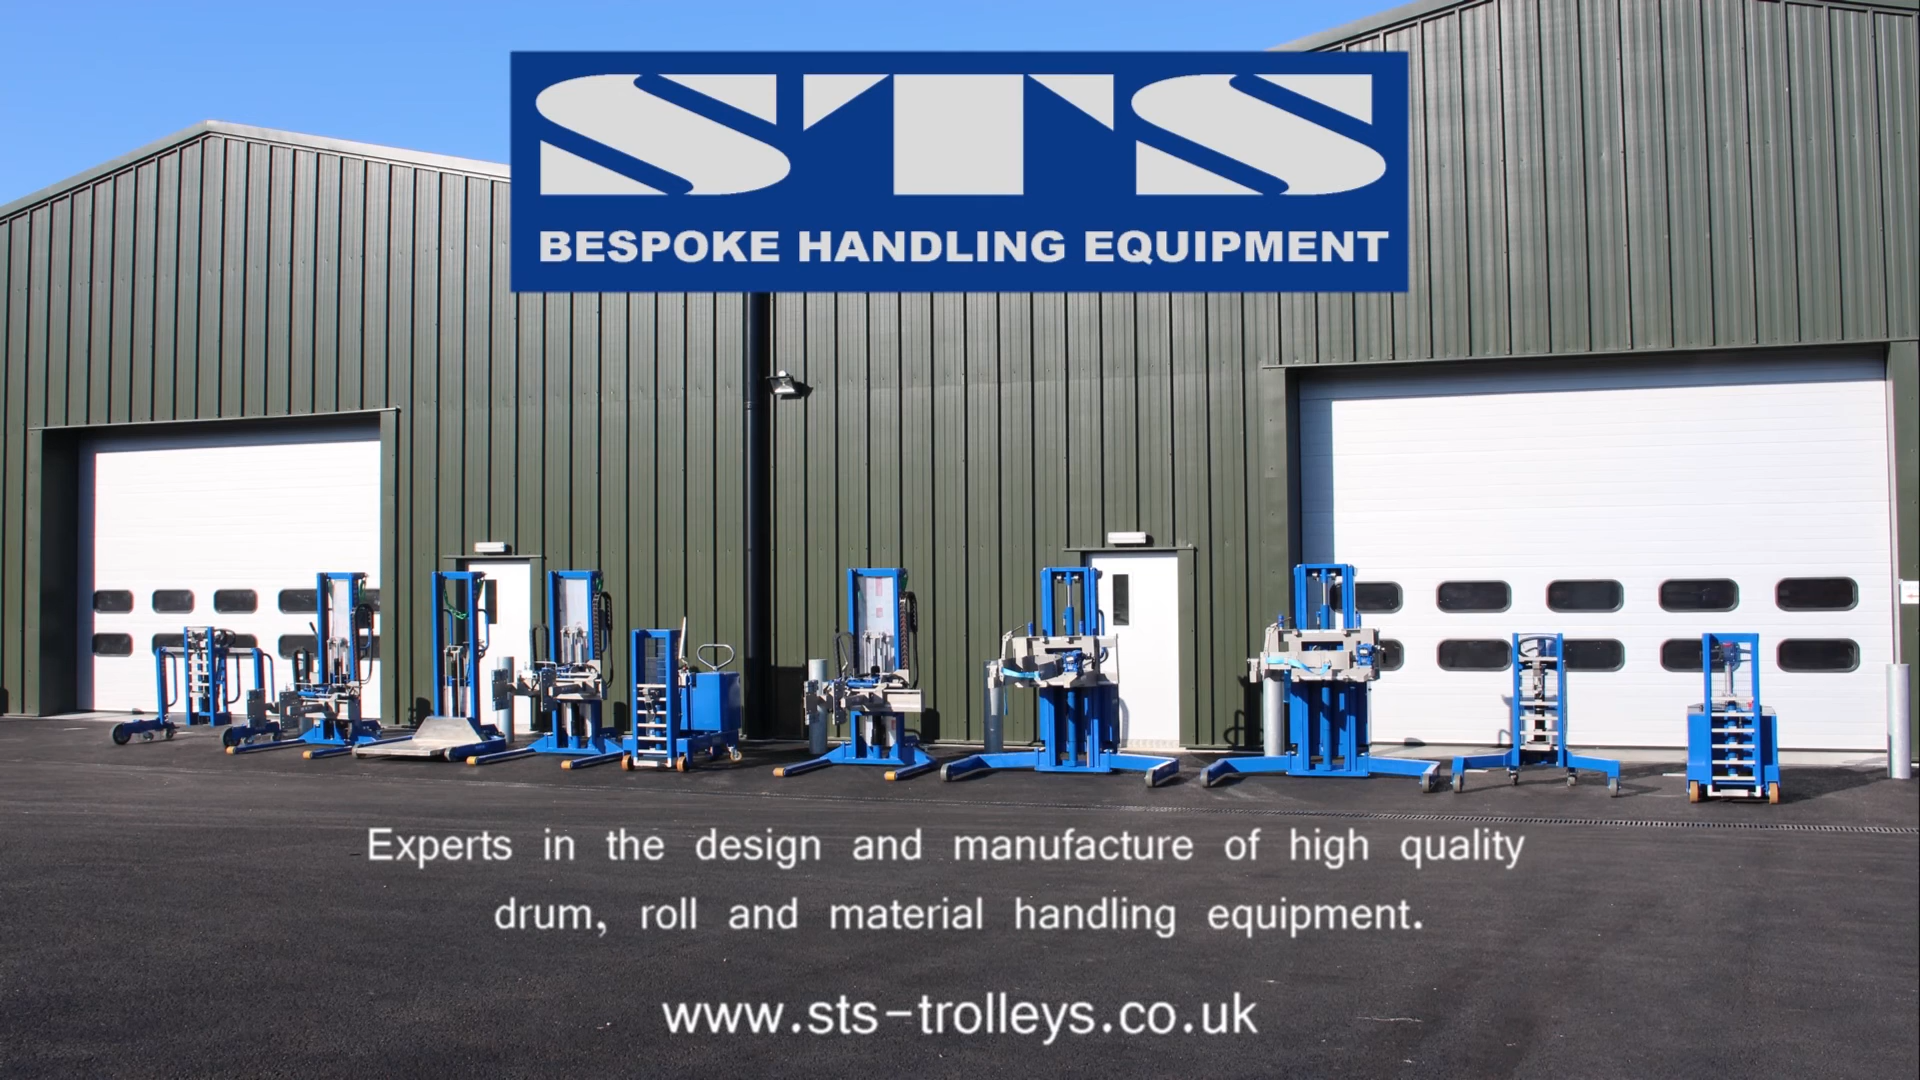 STS
BESPOKE HANDLING EQUIPMENT
Experts in the design and manufacture of high quality
drum, roll and material handling equipment.
www.sts-trolleys.co.uk